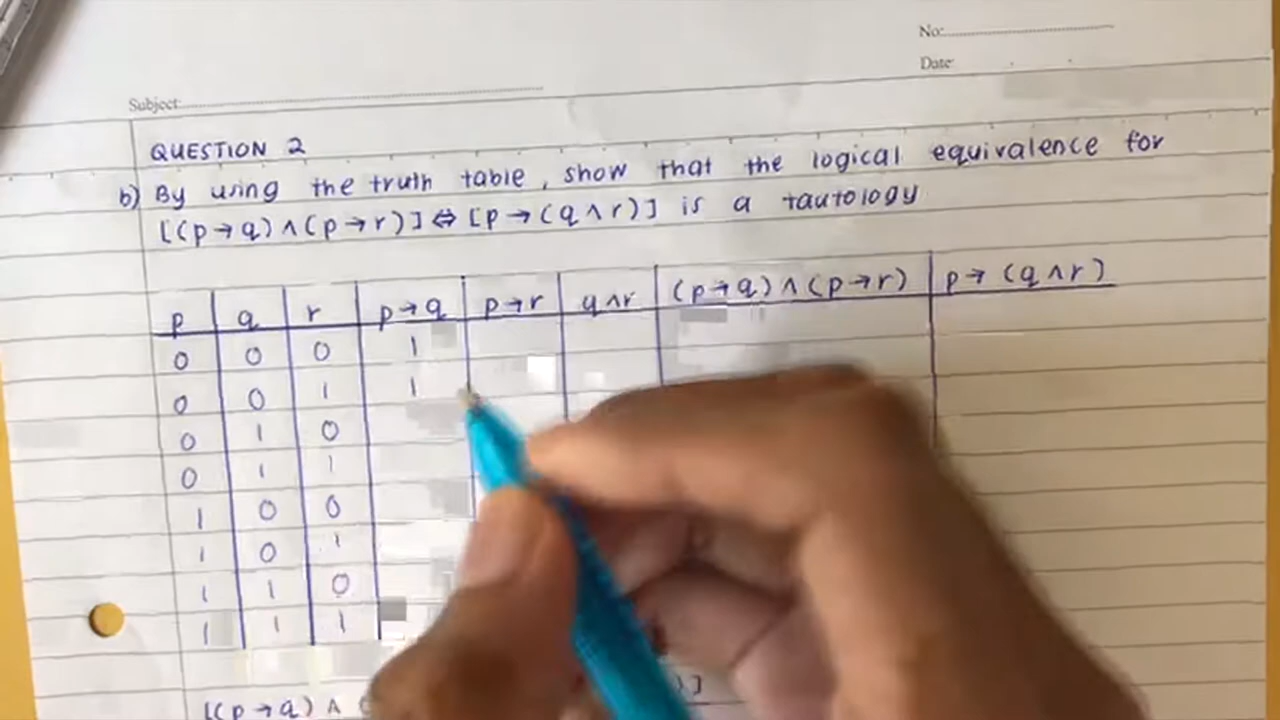 No:
Date:
Subject:
QUESTION 2
b) By using the truth table, show that the logical equivalence for
[(p→q)∧(p→r)]⇔[p→(q∧r)] is a tautology
p q r p→q p→r q∧r (p→q)∧(p→r) p→(q∧r)
0 0 0 1
0 0 1 1
0 1 0
0 1 1
1 0 0
1 0 1
1 1 0
1 1 1
[(p→q) ∧ ( )]